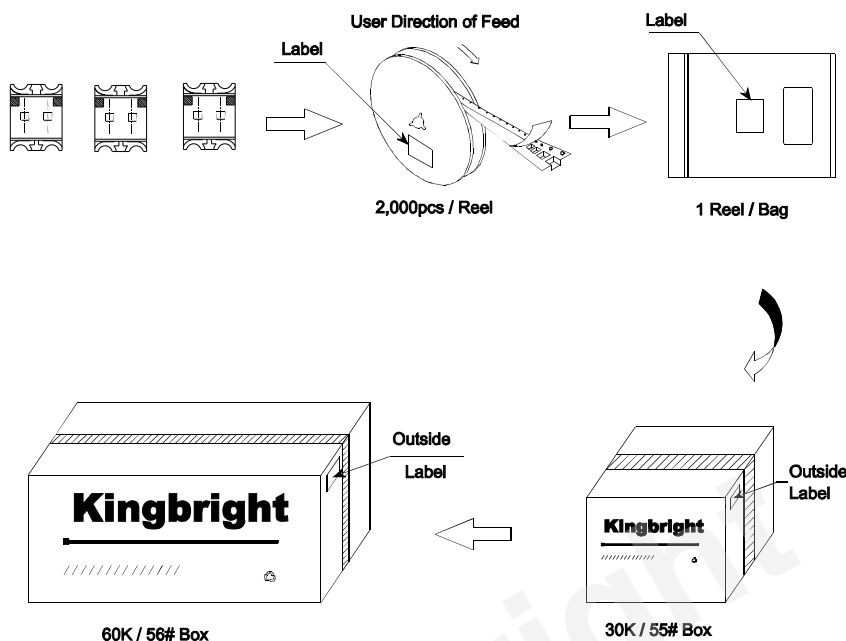 User Direction of Feed
Label
Label
2,000pcs / Reel
1 Reel / Bag
Outside
Label
Kingbright
60K / 56# Box
Outside
Label
Kingbright
30K / 55# Box
right